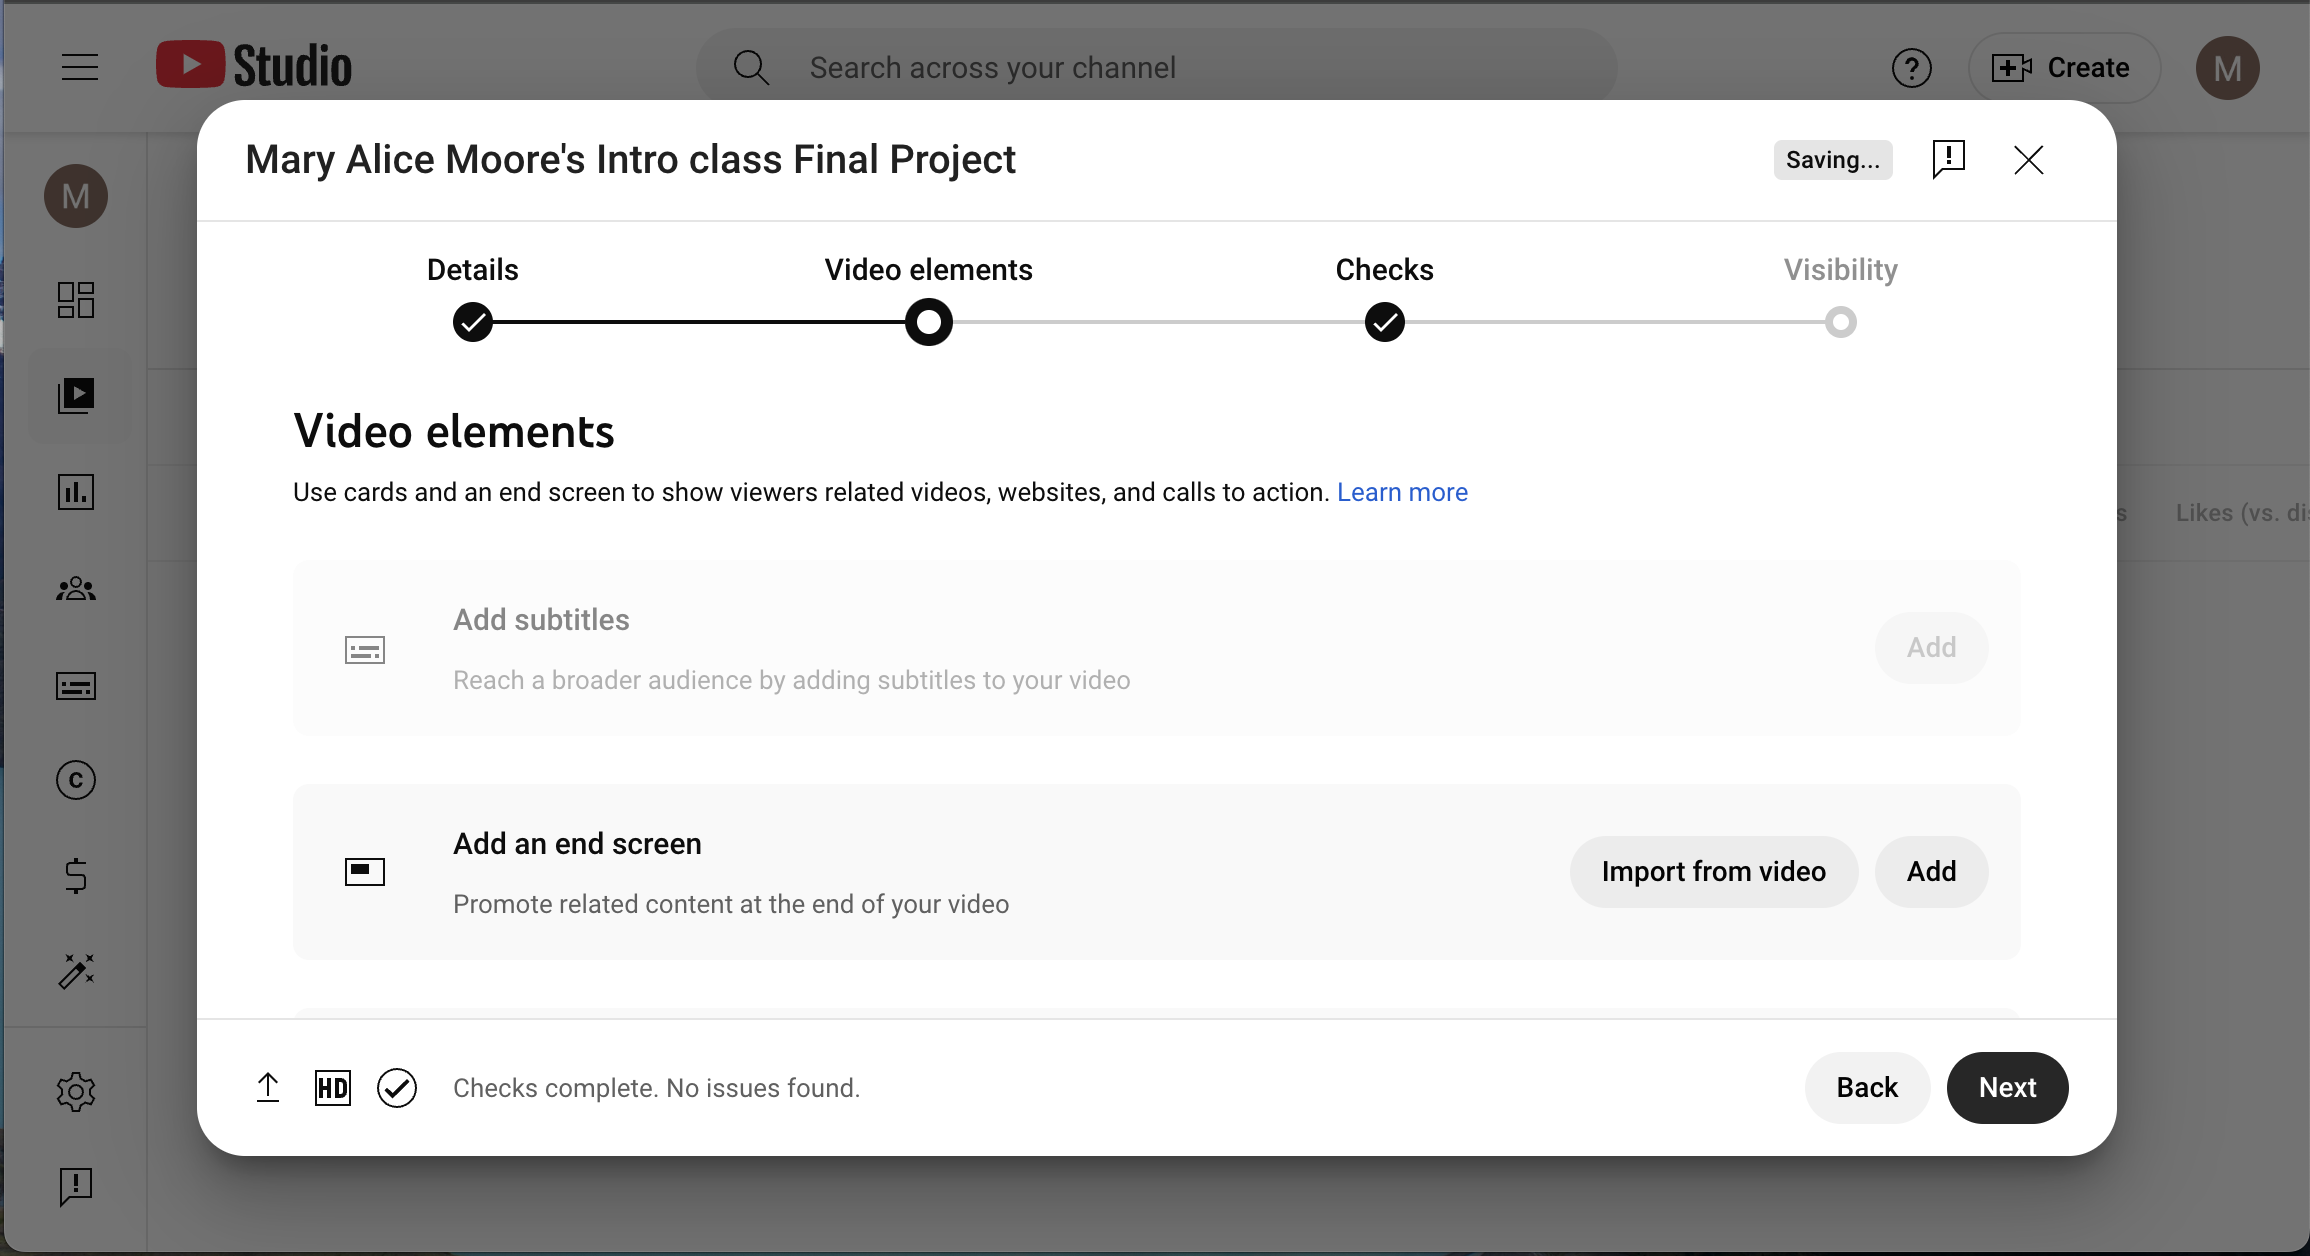 Studio
Search across your channel
?
Create
M
Mary Alice Moore's Intro class Final Project
Saving...
M
Details
Video elements
Checks
Visibility
Video elements
Use cards and an end screen to show viewers related videos, websites, and calls to action. Learn more
s
Likes (vs. dis
Add subtitles
Reach a broader audience by adding subtitles to your video
Add
Add an end screen
Promote related content at the end of your video
Import from video
Add
HD
Checks complete. No issues found.
Back
Next